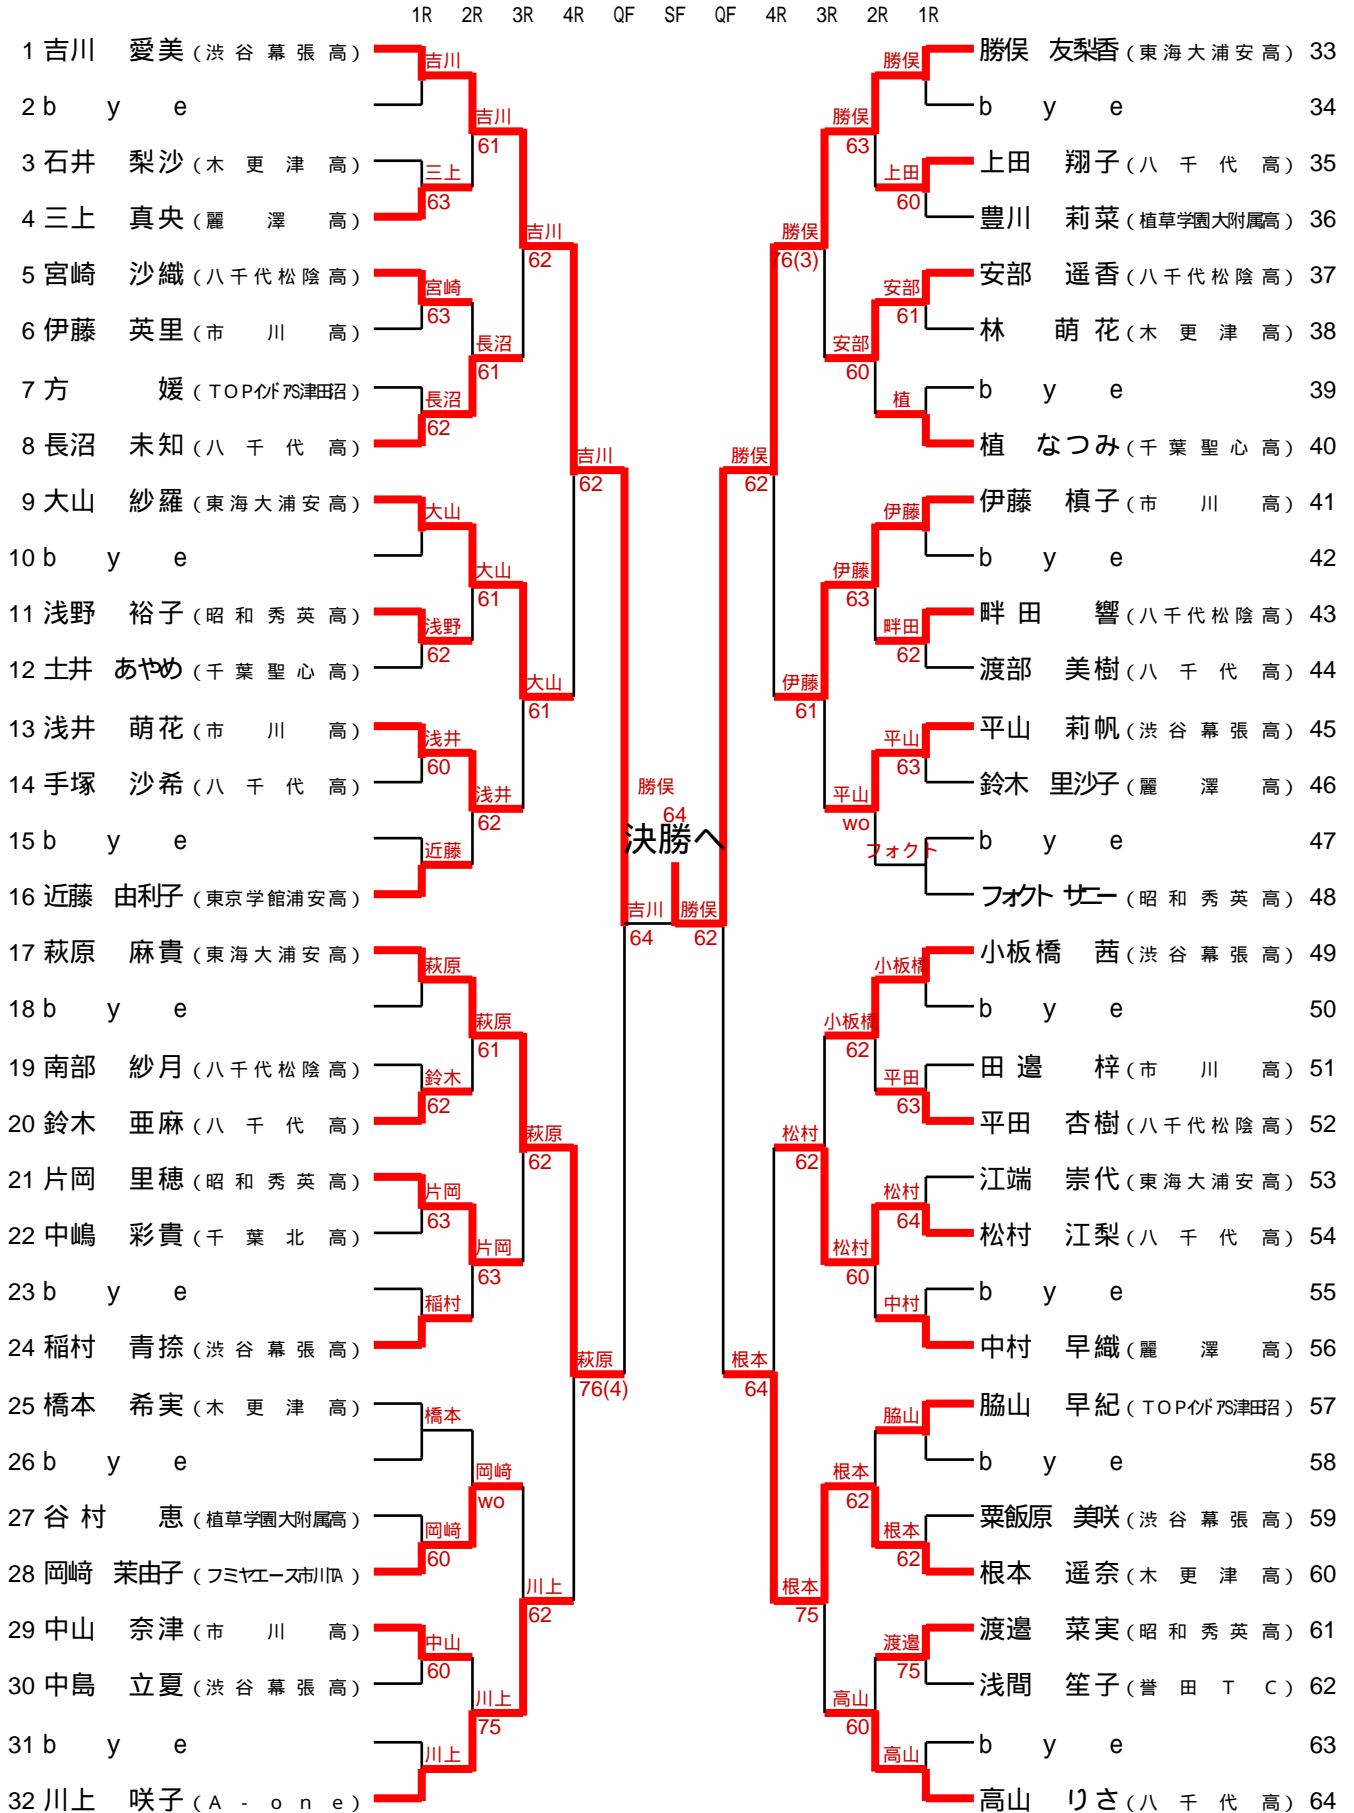 1R 2R 3R 4R QF SF QF 4R 3R 2R 1R
1 吉川 愛美 (渋谷幕張高)
2 bye
3 石井 梨沙 (木更津高)
4 三上 真央 (麗澤高)
5 宮崎 沙織 (八千代松陰高)
6 伊藤 英里 (市川高)
7 方 媛 (TOPインドアS津田沼)
8 長沼 未知 (八千代高)
9 大山 紗羅 (東海大浦安高)
10 bye
11 浅野 裕子 (昭和秀英高)
12 土井 あやめ (千葉聖心高)
13 浅井 萌花 (市川高)
14 手塚 沙希 (八千代高)
15 bye
16 近藤 由利子 (東京学館浦安高)
17 萩原 麻貴 (東海大浦安高)
18 bye
19 南部 紗月 (八千代松陰高)
20 鈴木 亜麻 (八千代高)
21 片岡 里穂 (昭和秀英高)
22 中嶋 彩貴 (千葉北高)
23 bye
24 稲村 青捺 (渋谷幕張高)
25 橋本 希実 (木更津高)
26 bye
27 谷村 恵 (植草学園大附属高)
28 岡﨑 茉由子 (フミヤエース市川TA)
29 中山 奈津 (市川高)
30 中島 立夏 (渋谷幕張高)
31 bye
32 川上 咲子 (A-one)
吉川
三上
63
宮崎
63
長沼
62
大山
浅野
62
浅井
60
近藤
萩原
鈴木
62
片岡
63
稲村
橋本
岡﨑
60
中山
60
川上
吉川
61
長沼
61
大山
61
浅井
62
萩原
61
片岡
63
岡﨑
wo
川上
75
吉川
62
大山
61
萩原
62
川上
62
吉川
62
萩原
76(4)
吉川
64
勝俣
64
決勝へ
勝俣
62
勝俣
62
根本
64
勝俣
76(3)
伊藤
61
松村
62
根本
75
勝俣
63
安部
60
伊藤
63
平山
wo
小板橋
62
松村
60
根本
62
高山
60
勝俣
上田
60
安部
61
植
伊藤
畔田
62
平山
63
フォクト
小板橋
平田
63
松村
64
中村
脇山
根本
62
渡邉
75
高山
勝俣 友梨香 (東海大浦安高) 33
bye 34
上田 翔子 (八千代高) 35
豊川 莉菜 (植草学園大附属高) 36
安部 遥香 (八千代松陰高) 37
林 萌花 (木更津高) 38
bye 39
植 なつみ (千葉聖心高) 40
伊藤 槙子 (市川高) 41
bye 42
畔田 響 (八千代松陰高) 43
渡部 美樹 (八千代高) 44
平山 莉帆 (渋谷幕張高) 45
鈴木 里沙子 (麗澤高) 46
bye 47
フォクト サニー (昭和秀英高) 48
小板橋 茜 (渋谷幕張高) 49
bye 50
田邉 梓 (市川高) 51
平田 杏樹 (八千代松陰高) 52
江端 崇代 (東海大浦安高) 53
松村 江梨 (八千代高) 54
bye 55
中村 早織 (麗澤高) 56
脇山 早紀 (TOPインドアS津田沼) 57
bye 58
粟飯原 美咲 (渋谷幕張高) 59
根本 遥奈 (木更津高) 60
渡邉 菜実 (昭和秀英高) 61
浅間 笙子 (誉田TC) 62
bye 63
高山 りさ (八千代高) 64